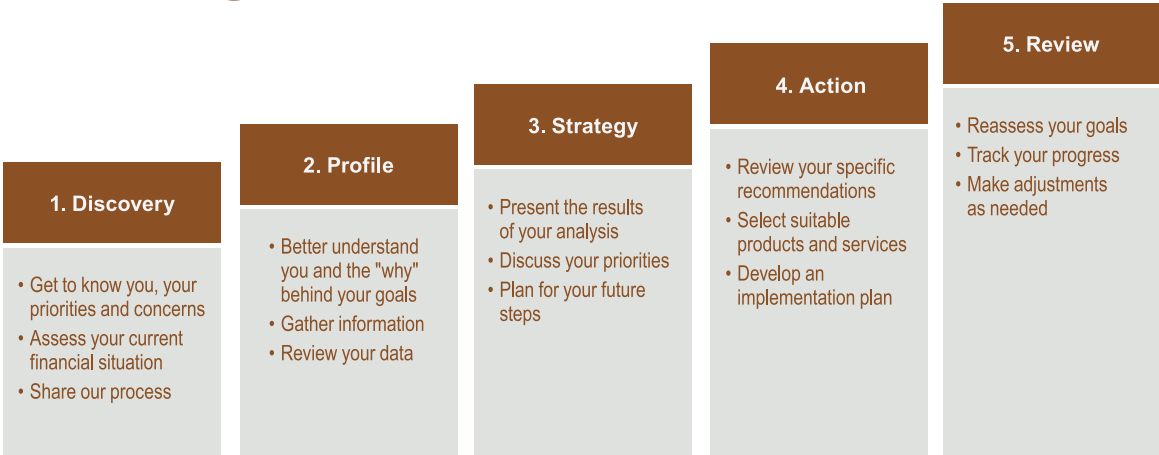 1. Discovery
• Get to know you, your
priorities and concerns
• Assess your current
financial situation
• Share our process
2. Profile
• Better understand
you and the "why"
behind your goals
• Gather information
• Review your data
3. Strategy
• Present the results
of your analysis
• Discuss your priorities
• Plan for your future
steps
4. Action
• Review your specific
recommendations
• Select suitable
products and services
• Develop an
implementation plan
5. Review
• Reassess your goals
• Track your progress
• Make adjustments
as needed